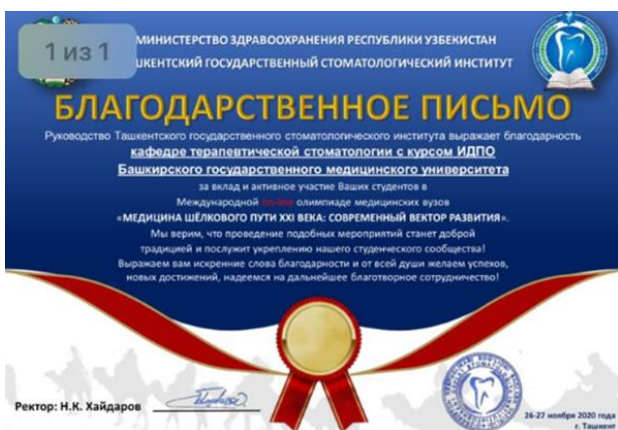 1 из 1
МИНИСТЕРСТВО ЗДРАВООХРАНЕНИЯ РЕСПУБЛИКИ УЗБЕКИСТАН
ШКЕНТСКИЙ ГОСУДАРСТВЕННЫЙ СТОМАТОЛОГИЧЕСКИЙ ИНСТИТУТ
БЛАГОДАРСТВЕННОЕ ПИСЬМО
Руководство Ташкентского государственного стоматологического института выражает благодарность
кафедре терапевтической стоматологии с курсом ИДПО
Башкирского государственного медицинского университета
за вклад и активное участие Ваших студентов в
Международной on-line олимпиаде медицинских вузов
«МЕДИЦИНА ШЁЛКОВОГО ПУТИ XXI ВЕКА: СОВРЕМЕННЫЙ ВЕКТОР РАЗВИТИЯ».
Мы верим, что проведение подобных мероприятий станет доброй
традицией и послужит укреплению нашего студенческого сообщества!
Выражаем вам искренние слова благодарности и от всей души желаем успехов,
новых достижений, надеемся на дальнейшее благотворное сотрудничество!
Ректор: Н.К. Хайдаров
26-27 ноября 2020 года
г. Ташкент